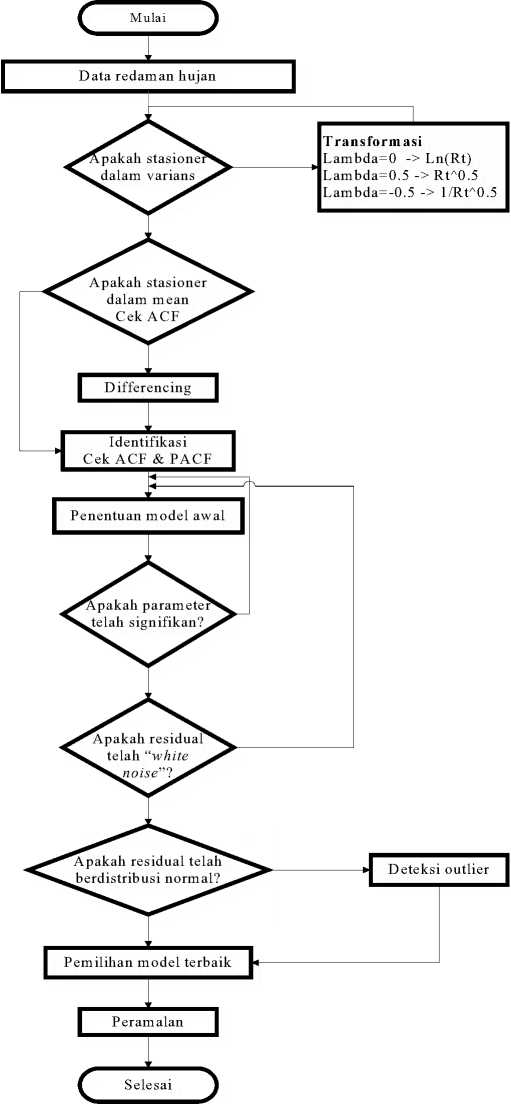 Mulai
Data redaman hujan
Apakah stasioner
dalam varians
Transformasi
Lambda=0 -> Ln(Rt)
Lambda=0.5 -> Rt^0.5
Lambda=-0.5 -> 1/Rt^0.5
Apakah stasioner
dalam mean
Cek ACF
Differencing
Identifikasi
Cek ACF & PACF
Penentuan model awal
Apakah parameter
telah signifikan?
Apakah residual
telah “white
noise”?
Apakah residual telah
berdistribusi normal?
Deteksi outlier
Pemilihan model terbaik
Peramalan
Selesai